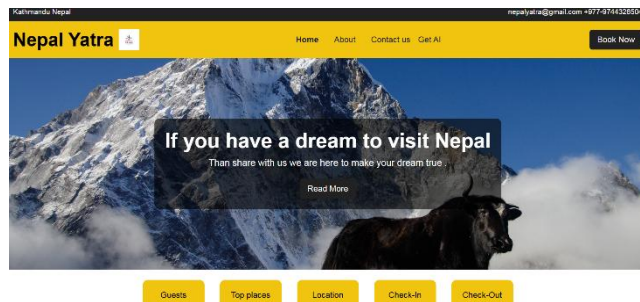 Kathmandu Nepal
nepalyatra@gmail.com +977-9744326504
Nepal Yatra
Home About Contact us Get AI
Book Now
If you have a dream to visit Nepal
Than share with us we are here to make your dream true .
Read More
Guests Top places Location Check-In Check-Out